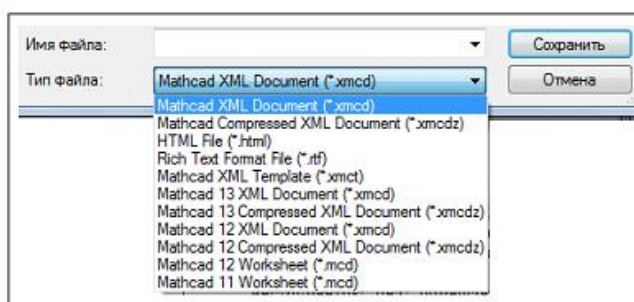 Имя файла: Сохранить
Тип файла: Mathcad XML Document (*.xmcd) Отмена
Mathcad XML Document (*.xmcd)
Mathcad Compressed XML Document (*.xmcdz)
HTML File (*.html)
Rich Text Format File (*.rtf)
Mathcad XML Template (*.xmct)
Mathcad 13 XML Document (*.xmcd)
Mathcad 13 Compressed XML Document (*.xmcdz)
Mathcad 12 XML Document (*.xmcd)
Mathcad 12 Compressed XML Document (*.xmcdz)
Mathcad 12 Worksheet (*.mcd)
Mathcad 11 Worksheet (*.mcd)